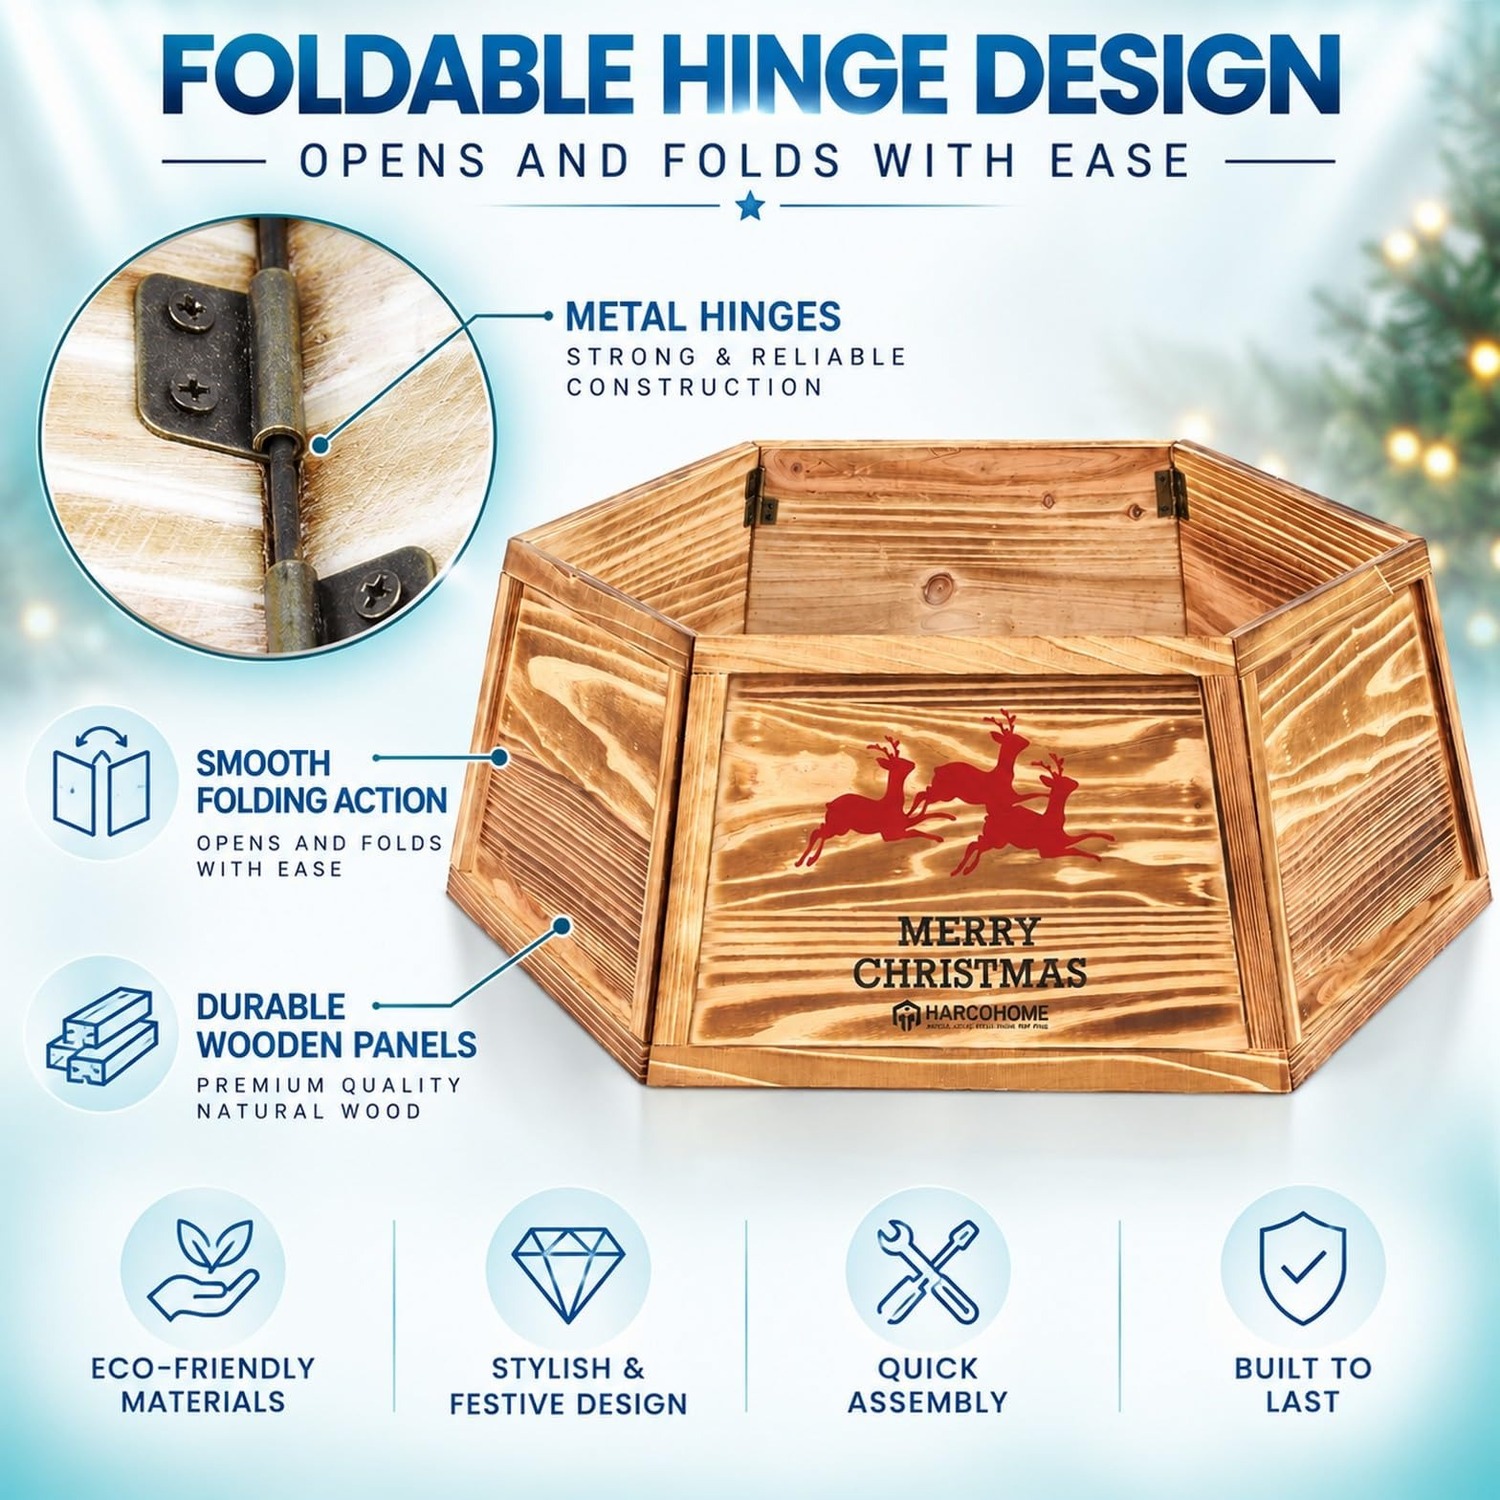 FOLDABLE HINGE DESIGN
OPENS AND FOLDS WITH EASE
METAL HINGES
STRONG & RELIABLE
CONSTRUCTION
SMOOTH
FOLDING ACTION
OPENS AND FOLDS
WITH EASE
MERRY
CHRISTMAS
HARCOHOME
DURABLE
WOODEN PANELS
PREMIUM QUALITY
NATURAL WOOD
ECO-FRIENDLY
MATERIALS
STYLISH &
FESTIVE DESIGN
QUICK
ASSEMBLY
BUILT TO
LAST